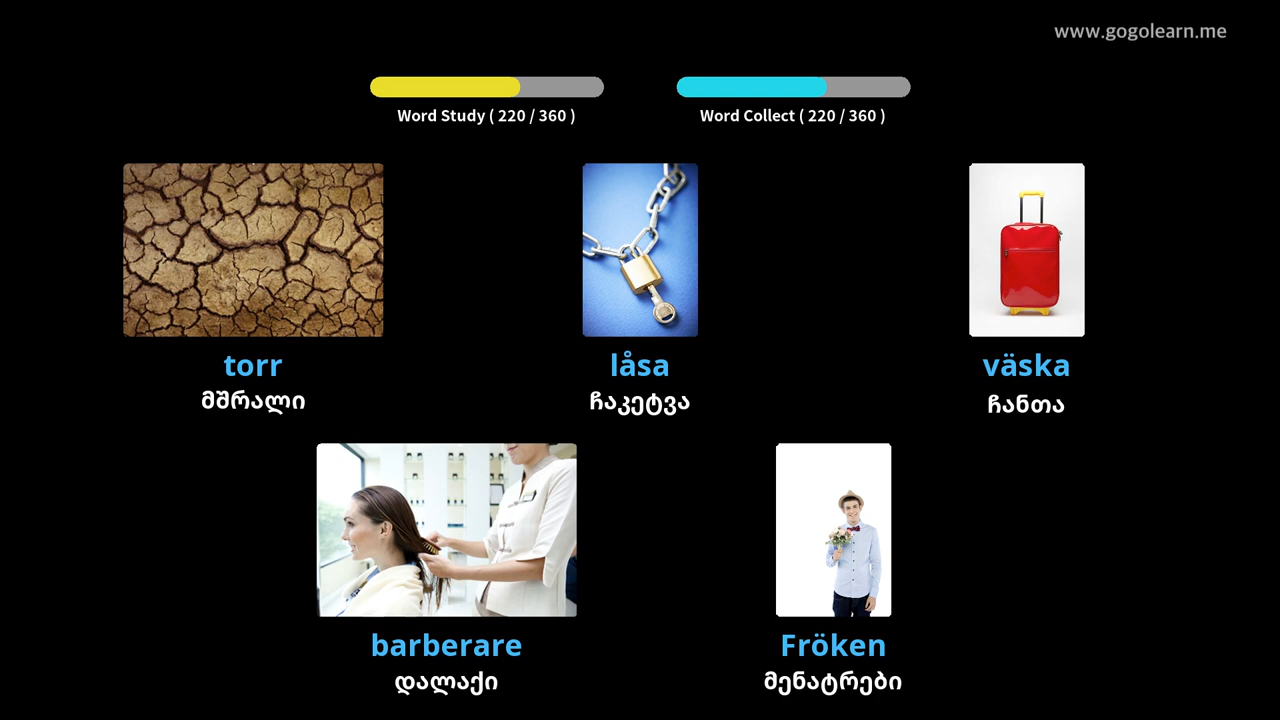 www.gogolearn.me
Word Study ( 220 / 360 )
Word Collect ( 220 / 360 )
torr
მშრალი
låsa
ჩაკეტვა
väska
ჩანთა
barberare
დალაქი
Fröken
მენატრები